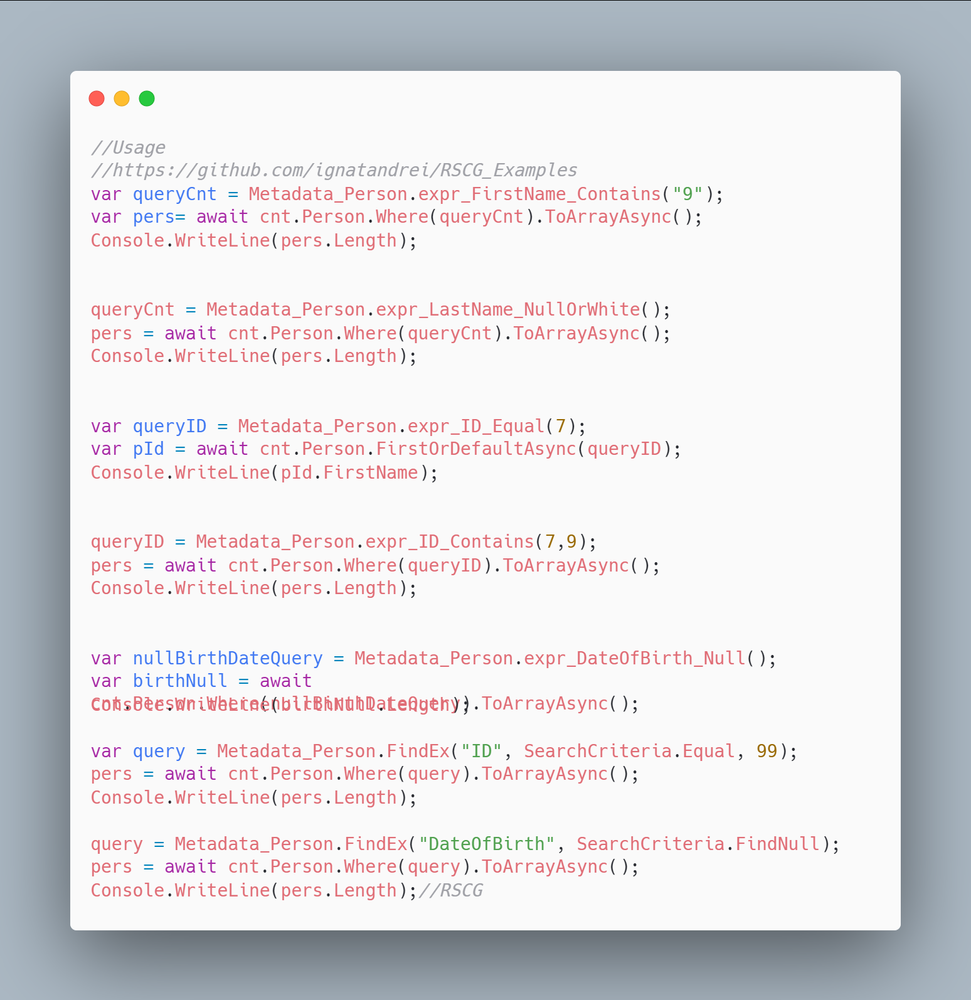 //Usage
//https://github.com/ignatandrei/RSCG_Examples
var queryCnt = Metadata_Person.expr_FirstName_Contains("9");
var pers= await cnt.Person.Where(queryCnt).ToArrayAsync();
Console.WriteLine(pers.Length);
queryCnt = Metadata_Person.expr_LastName_NullOrWhite();
pers = await cnt.Person.Where(queryCnt).ToArrayAsync();
Console.WriteLine(pers.Length);
var queryID = Metadata_Person.expr_ID_Equal(7);
var pId = await cnt.Person.FirstOrDefaultAsync(queryID);
Console.WriteLine(pId.FirstName);
queryID = Metadata_Person.expr_ID_Contains(7,9);
pers = await cnt.Person.Where(queryID).ToArrayAsync();
Console.WriteLine(pers.Length);
var nullBirthDateQuery = Metadata_Person.expr_DateOfBirth_Null();
var birthNull = await
cnt.Person.Where(nullBirthDateQuery).ToArrayAsync();
Console.WriteLine(birthNull.Length);
var query = Metadata_Person.FindEx("ID", SearchCriteria.Equal, 99);
pers = await cnt.Person.Where(query).ToArrayAsync();
Console.WriteLine(pers.Length);
query = Metadata_Person.FindEx("DateOfBirth", SearchCriteria.FindNull);
pers = await cnt.Person.Where(query).ToArrayAsync();
Console.WriteLine(pers.Length);//RSCG